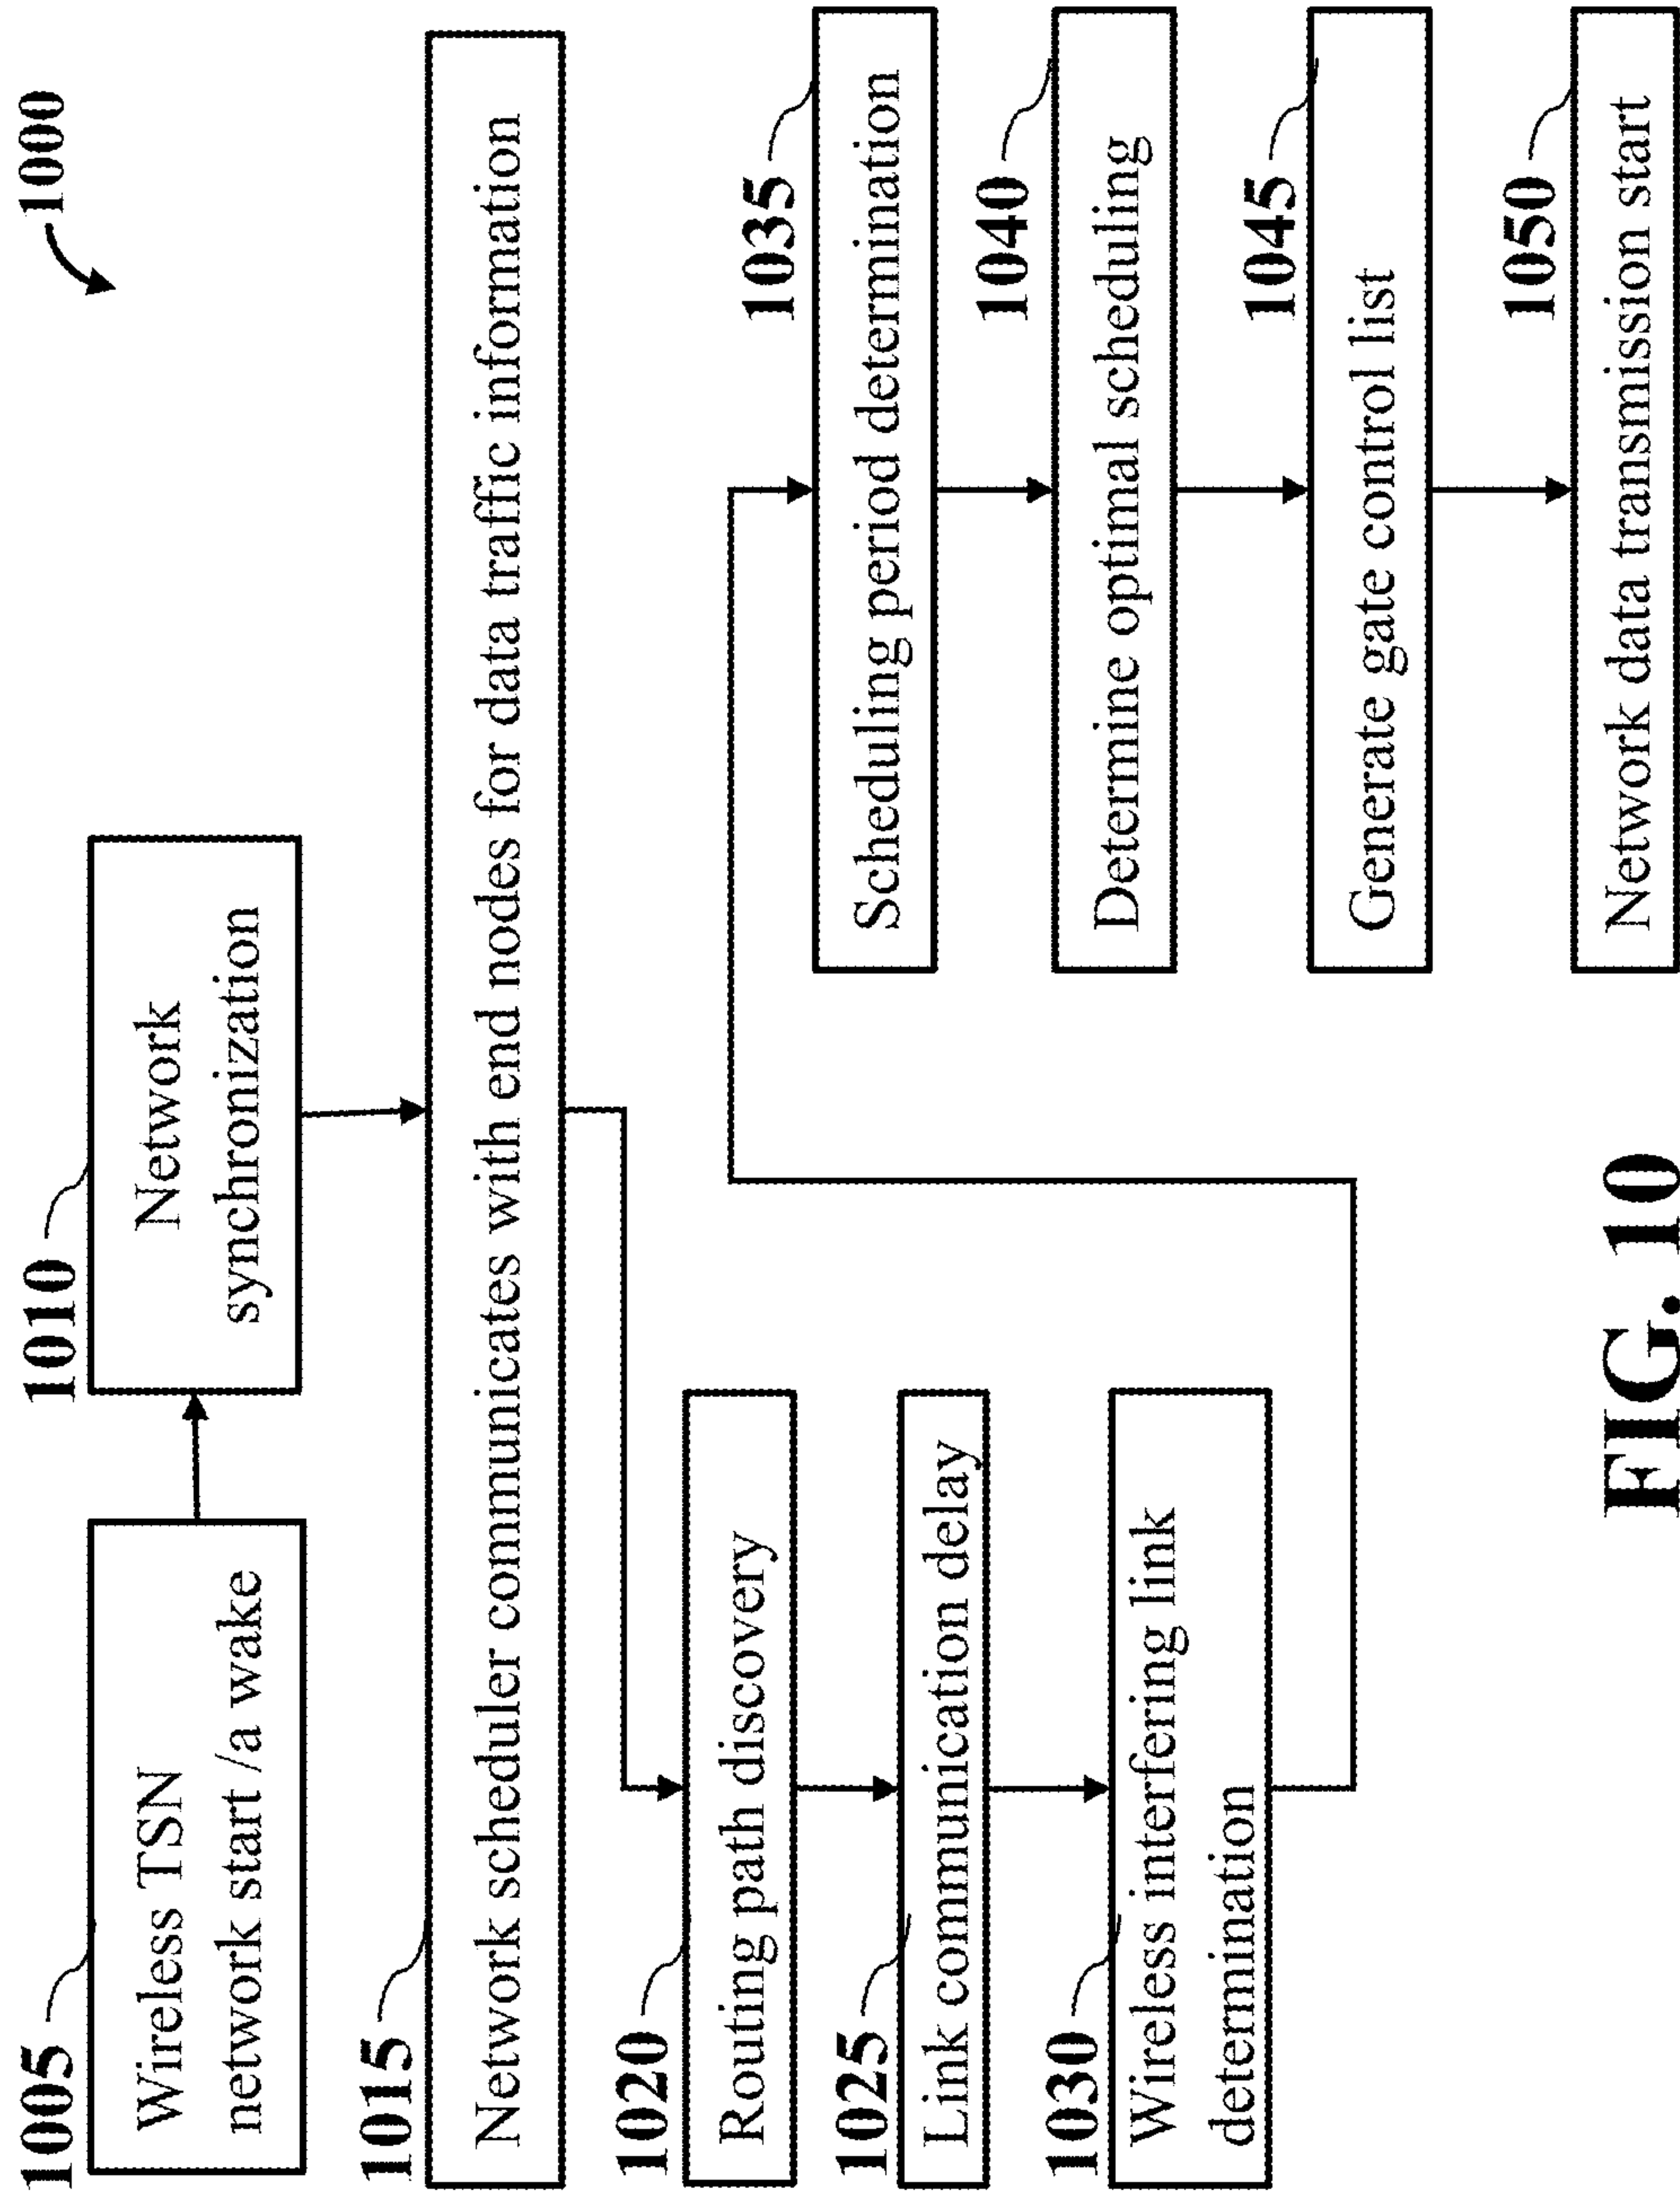 1000
1005
Wireless TSN
network start /a wake
1010
Network
synchronization
1015
Network scheduler communicates with end nodes for data traffic information
1020
Routing path discovery
1025
Link communication delay
1030
Wireless interfering link
determination
1035
Scheduling period determination
1040
Determine optimal scheduling
1045
Generate gate control list
1050
Network data transmission start
FIG. 10